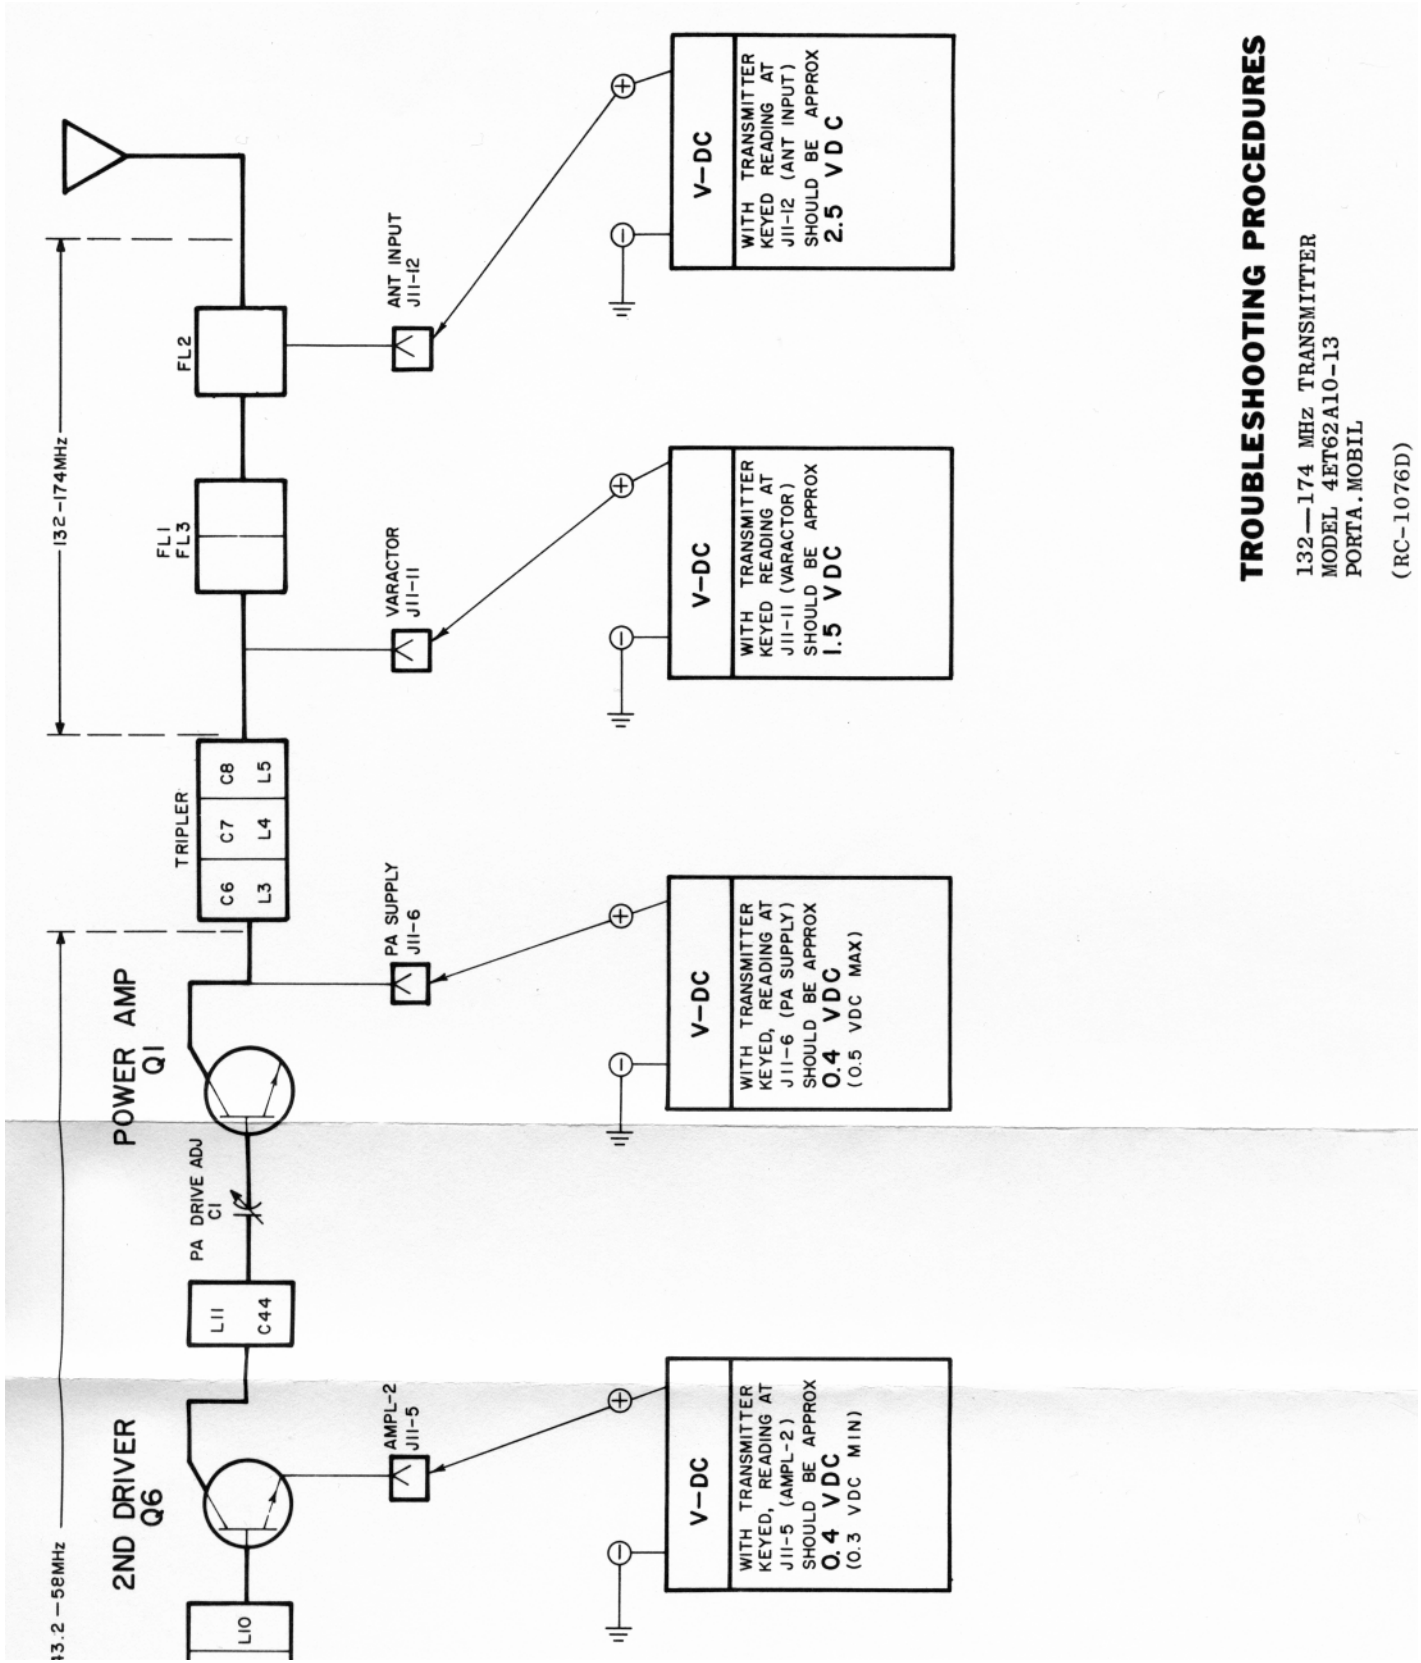 43.2-58MHz
132-174MHz
L10
2ND DRIVER
Q6
AMPL-2
J11-5
L11
C44
PA DRIVE ADJ
C1
POWER AMP
Q1
PA SUPPLY
J11-6
TRIPLER
C6 C7 C8
L3 L4 L5
VARACTOR
J11-11
FL1
FL3
FL2
ANT INPUT
J11-12
V-DC
WITH TRANSMITTER
KEYED, READING AT
J11-5 (AMPL-2)
SHOULD BE APPROX
0.4 VDC
(0.3 VDC MIN)
V-DC
WITH TRANSMITTER
KEYED, READING AT
J11-6 (PA SUPPLY)
SHOULD BE APPROX
0.4 VDC
(0.5 VDC MAX)
V-DC
WITH TRANSMITTER
KEYED READING AT
J11-11 (VARACTOR)
SHOULD BE APPROX
1.5 VDC
V-DC
WITH TRANSMITTER
KEYED READING AT
J11-12 (ANT INPUT)
SHOULD BE APPROX
2.5 VDC
TROUBLESHOOTING PROCEDURES
132—174 MHz TRANSMITTER
MODEL 4ET62A10-13
PORTA.MOBIL
(RC-1076D)